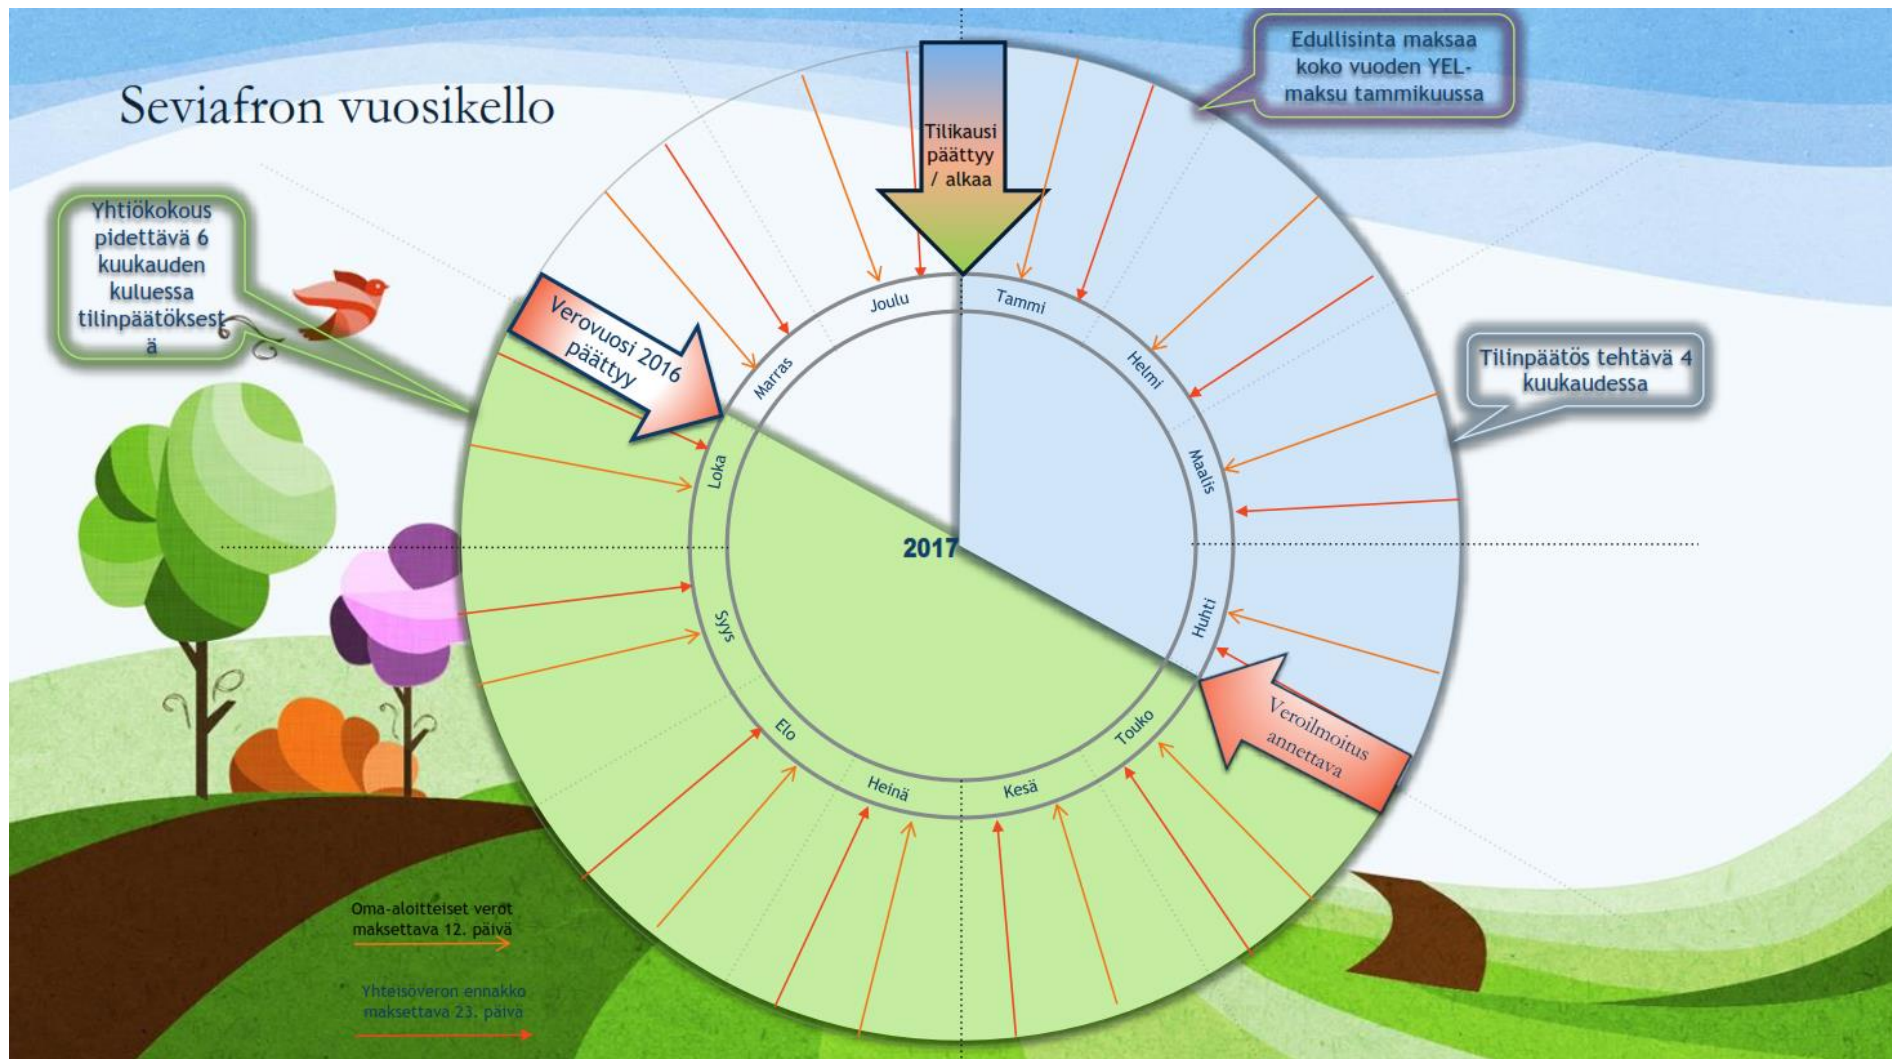 Seviafron vuosikello
Edullisinta maksaa
koko vuoden YEL-
maksu tammikuussa
Tilikausi
päättyy
/ alkaa
Yhtiökokous
pidettävä 6
kuukauden
kuluessa
tilinpäätöksest
ä
Verovuosi 2016
päättyy
Tilinpäätös tehtävä 4
kuukaudessa
Joulu
Tammi
Marras
Helmi
Loka
Maalis
2017
Syys
Huhti
Elo
Touko
Heinä
Kesä
Veroilmoitus
annettava
Oma-aloitteiset verot
maksettava 12. päivä
Yhteisöveron ennakko
maksettava 23. päivä